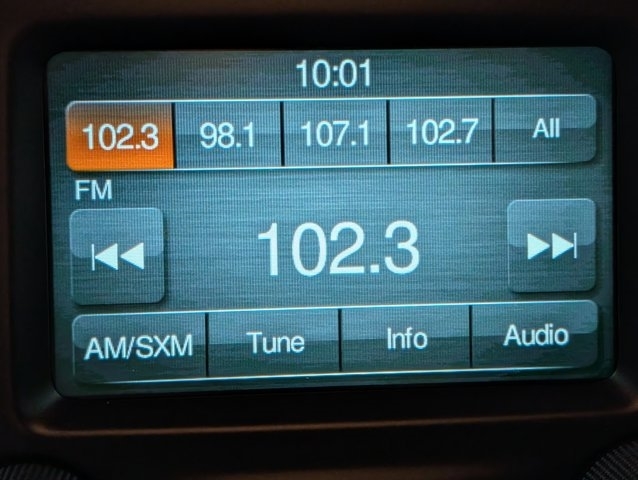 10:01
102.3 98.1 107.1 102.7 All
FM
102.3
AM/SXM Tune Info Audio